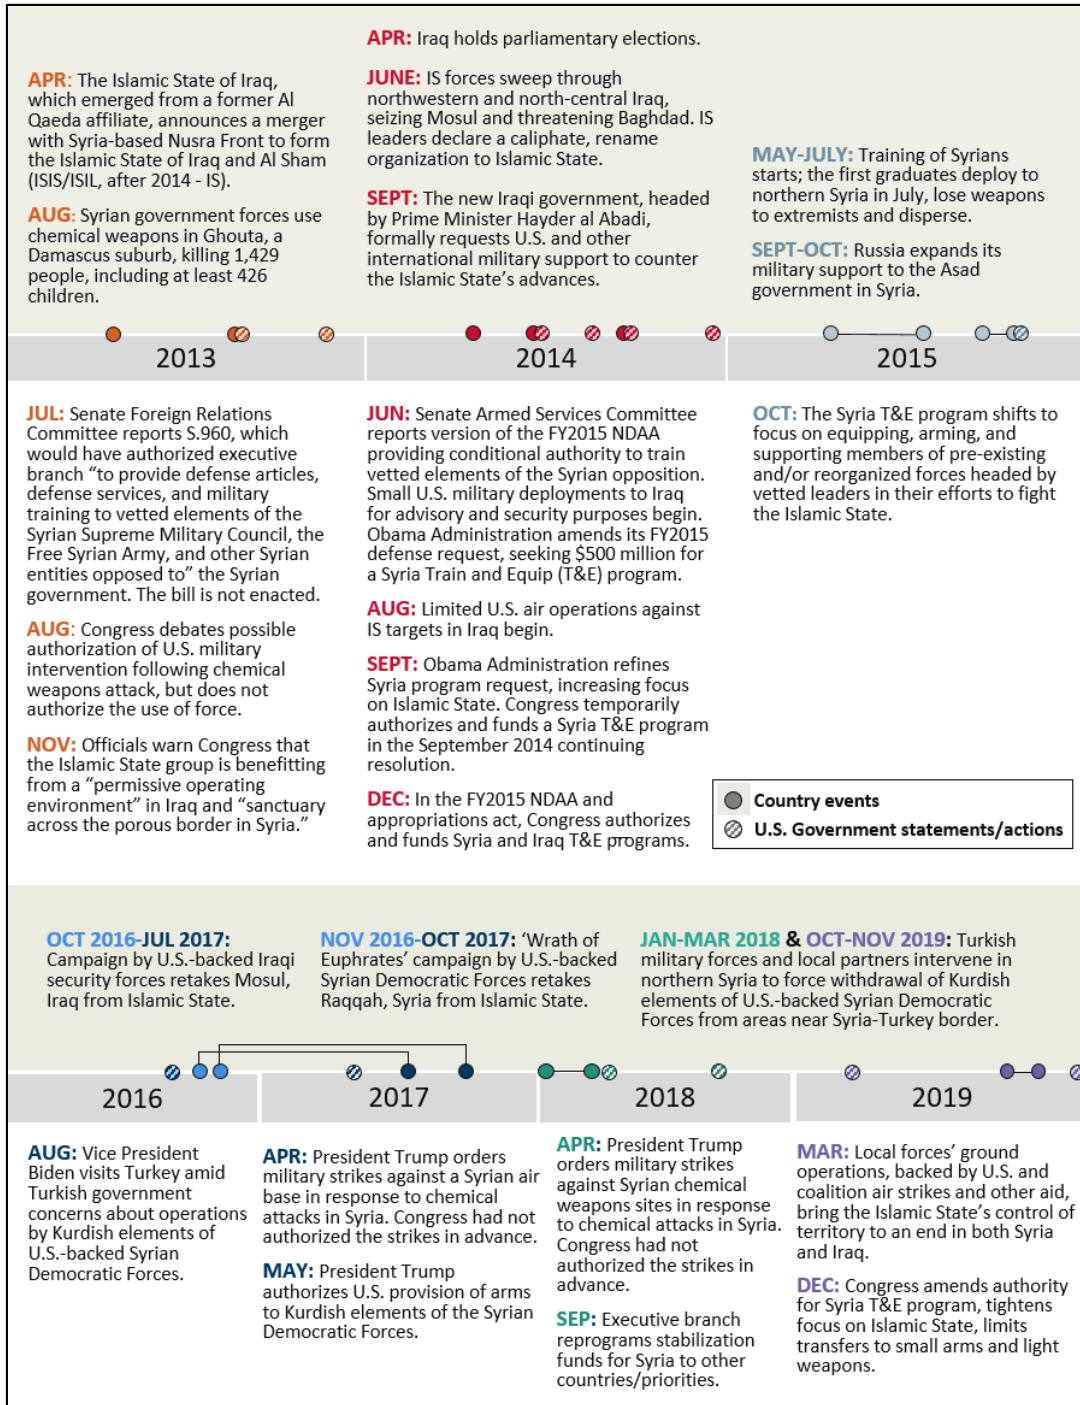 APR: The Islamic State of Iraq,
which emerged from a former Al
Qaeda affiliate, announces a merger
with Syria-based Nusra Front to form
the Islamic State of Iraq and Al Sham
(ISIS/ISIL, after 2014 - IS).
AUG: Syrian government forces use
chemical weapons in Ghouta, a
Damascus suburb, killing 1,429
people, including at least 426
children.
APR: Iraq holds parliamentary elections.
JUNE: IS forces sweep through
northwestern and north-central Iraq,
seizing Mosul and threatening Baghdad. IS
leaders declare a caliphate, rename
organization to Islamic State.
SEPT: The new Iraqi government, headed
by Prime Minister Hayder al Abadi,
formally requests U.S. and other
international military support to counter
the Islamic State's advances.
MAY-JULY: Training of Syrians
starts; the first graduates deploy to
northern Syria in July, lose weapons
to extremists and disperse.
SEPT-OCT: Russia expands its
military support to the Asad
government in Syria.
2013
2014
2015
JUL: Senate Foreign Relations
Committee reports S.960, which
would have authorized executive
branch “to provide defense articles,
defense services, and military
training to vetted elements of the
Syrian Supreme Military Council, the
Free Syrian Army, and other Syrian
entities opposed to” the Syrian
government. The bill is not enacted.
AUG: Congress debates possible
authorization of U.S. military
intervention following chemical
weapons attack, but does not
authorize the use of force.
NOV: Officials warn Congress that
the Islamic State group is benefitting
from a “permissive operating
environment” in Iraq and “sanctuary
across the porous border in Syria.”
JUN: Senate Armed Services Committee
reports version of the FY2015 NDAA
providing conditional authority to train
vetted elements of the Syrian opposition.
Small U.S. military deployments to Iraq
for advisory and security purposes begin.
Obama Administration amends its FY2015
defense request, seeking $500 million for
a Syria Train and Equip (T&E) program.
AUG: Limited U.S. air operations against
IS targets in Iraq begin.
SEPT: Obama Administration refines
Syria program request, increasing focus
on Islamic State. Congress temporarily
authorizes and funds a Syria T&E program
in the September 2014 continuing
resolution.
DEC: In the FY2015 NDAA and
appropriations act, Congress authorizes
and funds Syria and Iraq T&E programs.
OCT: The Syria T&E program shifts to
focus on equipping, arming, and
supporting members of pre-existing
and/or reorganized forces headed by
vetted leaders in their efforts to fight
the Islamic State.
Country events
U.S. Government statements/actions
OCT 2016-JUL 2017:
Campaign by U.S.-backed Iraqi
security forces retakes Mosul,
Iraq from Islamic State.
NOV 2016-OCT 2017: ‘Wrath of
Euphrates’ campaign by U.S.-backed
Syrian Democratic Forces retakes
Raqqah, Syria from Islamic State.
JAN-MAR 2018 & OCT-NOV 2019: Turkish
military forces and local partners intervene in
northern Syria to force withdrawal of Kurdish
elements of U.S.-backed Syrian Democratic
Forces from areas near Syria-Turkey border.
2016
2017
2018
2019
AUG: Vice President
Biden visits Turkey amid
Turkish government
concerns about operations
by Kurdish elements of
U.S.-backed Syrian
Democratic Forces.
APR: President Trump orders
military strikes against a Syrian air
base in response to chemical
attacks in Syria. Congress had not
authorized the strikes in advance.
MAY: President Trump
authorizes U.S. provision of arms
to Kurdish elements of the Syrian
Democratic Forces.
APR: President Trump
orders military strikes
against Syrian chemical
weapons sites in response
to chemical attacks in Syria.
Congress had not
authorized the strikes in
advance.
SEP: Executive branch
reprograms stabilization
funds for Syria to other
countries/priorities.
MAR: Local forces' ground
operations, backed by U.S. and
coalition air strikes and other aid,
bring the Islamic State's control of
territory to an end in both Syria
and Iraq.
DEC: Congress amends authority
for Syria T&E program, tightens
focus on Islamic State, limits
transfers to small arms and light
weapons.